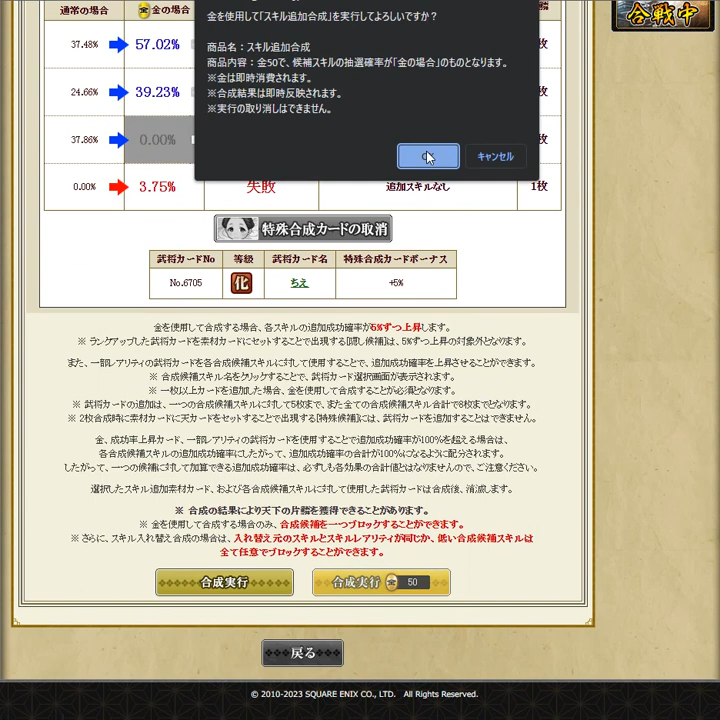 通常の場合 金の場合
合戦中
金を使用して「スキル追加合成」を実行してよろしいですか？
商品名：スキル追加合成
商品内容：金50で、候補スキルの抽選確率が「金の場合」のものとなります。
※金は即時消費されます。
※合成結果は即時反映されます。
※実行の取り消しはできません。
キャンセル
37.48% 57.02% 枚
24.66% 39.23% 枚
37.86% 0.00% 枚
0.00% 3.75% 失敗 追加スキルなし 1枚
特殊合成カードの取消
武将カードNo 等級 武将カード名 特殊合成カードボーナス
No.6705 化 ちえ +5%
金を使用して合成する場合、各スキルの追加成功確率が5%ずつ上昇します。
※ ランクアップした武将カードを素材カードにセットすることで出現する[隠し候補]は、5%ずつ上昇の対象外となります。
また、一部レアリティの武将カードを各合成候補スキルに対して使用することで、追加成功確率を上昇させることができます。
※ 合成候補スキル名をクリックすることで、武将カード選択画面が表示されます。
※ 一枚以上カードを追加した場合、金を使用して合成することが必須となります。
※ 武将カードの追加は、一つの合成候補スキルに対して5枚まで、また全ての合成候補スキル合計で8枚までとなります。
※ 2枚合成時に素材カードに天カードをセットすることで出現する[特殊候補]には、武将カードを追加することはできません。
金、成功率上昇カード、一部レアリティの武将カードを使用することで追加成功確率が100%を超える場合は、
各合成候補スキルの追加成功確率にしたがって、追加成功確率の合計が100%になるように配分されます。
したがって、一つの候補に対して加算できる追加成功確率は、必ずしも各効果の合計値とはなりませんので、ご注意ください。
選択したスキル追加素材カード、および各合成候補スキルに対して使用した武将カードは合成後、消滅します。
※ 合成の結果により天下の片鱗を獲得できることがあります。
※ 金を使用して合成する場合のみ、合成候補を一つブロックすることができます。
※ さらに、スキル入れ替え合成の場合は、入れ替え元のスキルとスキルレアリティが同じか、低い合成候補スキルは
全て任意でブロックすることができます。
合成実行 合成実行 金 50
戻る
© 2010-2023 SQUARE ENIX CO., LTD. All Rights Reserved.